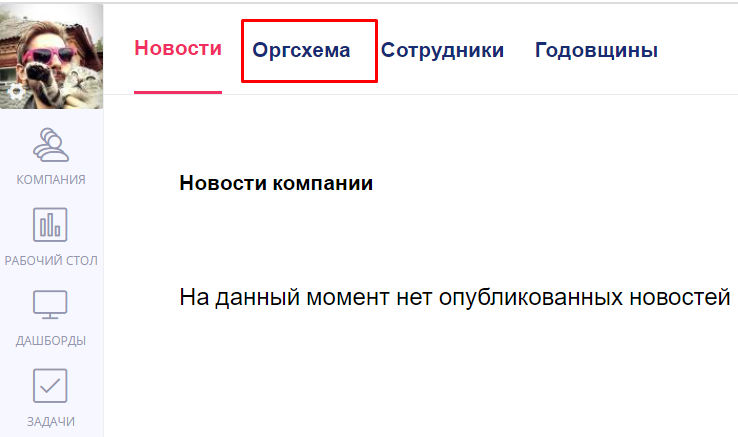 Новости Оргсхема Сотрудники Годовщины
КОМПАНИЯ
РАБОЧИЙ СТОЛ
ДАШБОРДЫ
ЗАДАЧИ
Новости компании
На данный момент нет опубликованных новостей